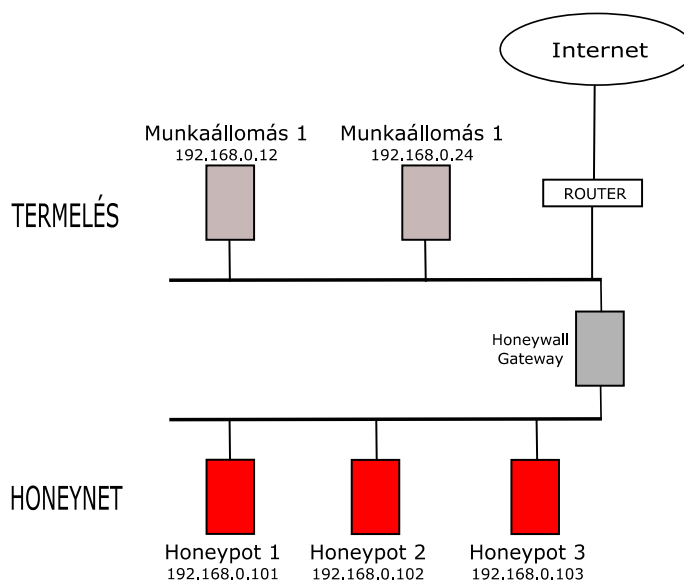 Internet
Munkaállomás 1
192.168.0.12
Munkaállomás 1
192.168.0.24
ROUTER
TERMELÉS
Honeywall
Gateway
HONEYNET
Honeypot 1
192.168.0.101
Honeypot 2
192.168.0.102
Honeypot 3
192.168.0.103